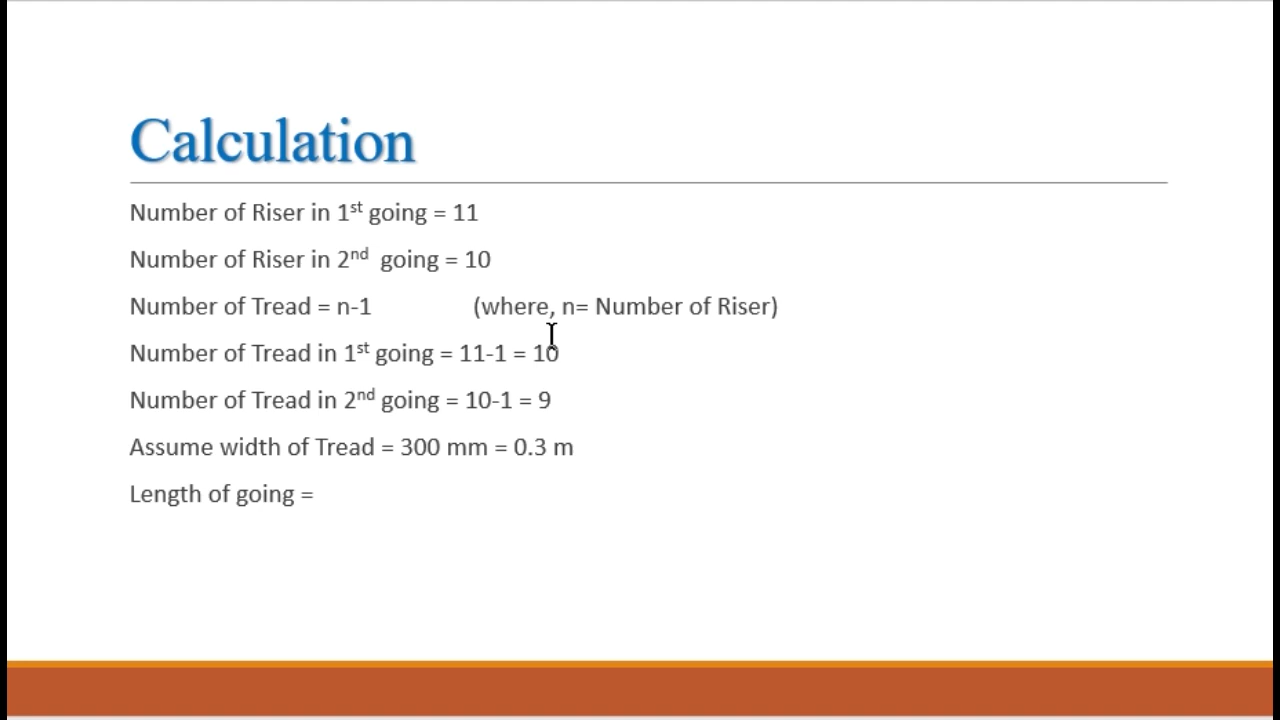 Calculation
Number of Riser in 1st going = 11
Number of Riser in 2nd going = 10
Number of Tread = n-1 (where, n= Number of Riser)
Number of Tread in 1st going = 11-1 = 10
Number of Tread in 2nd going = 10-1 = 9
Assume width of Tread = 300 mm = 0.3 m
Length of going =